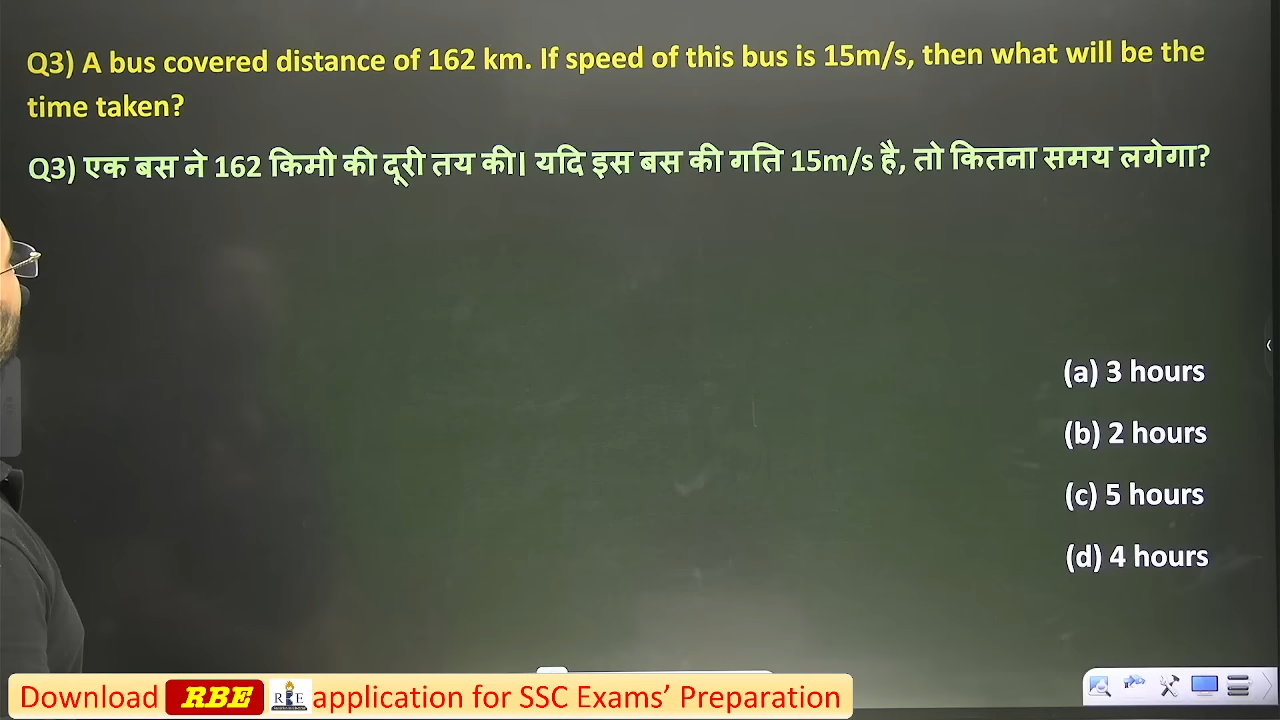 Q3) A bus covered distance of 162 km. If speed of this bus is 15m/s, then what will be the
time taken?
Q3) एक बस ने 162 किमी की दूरी तय की। यदि इस बस की गति 15m/s है, तो कितना समय लगेगा?
(a) 3 hours
(b) 2 hours
(c) 5 hours
(d) 4 hours
Download RBE RBE application for SSC Exams’ Preparation